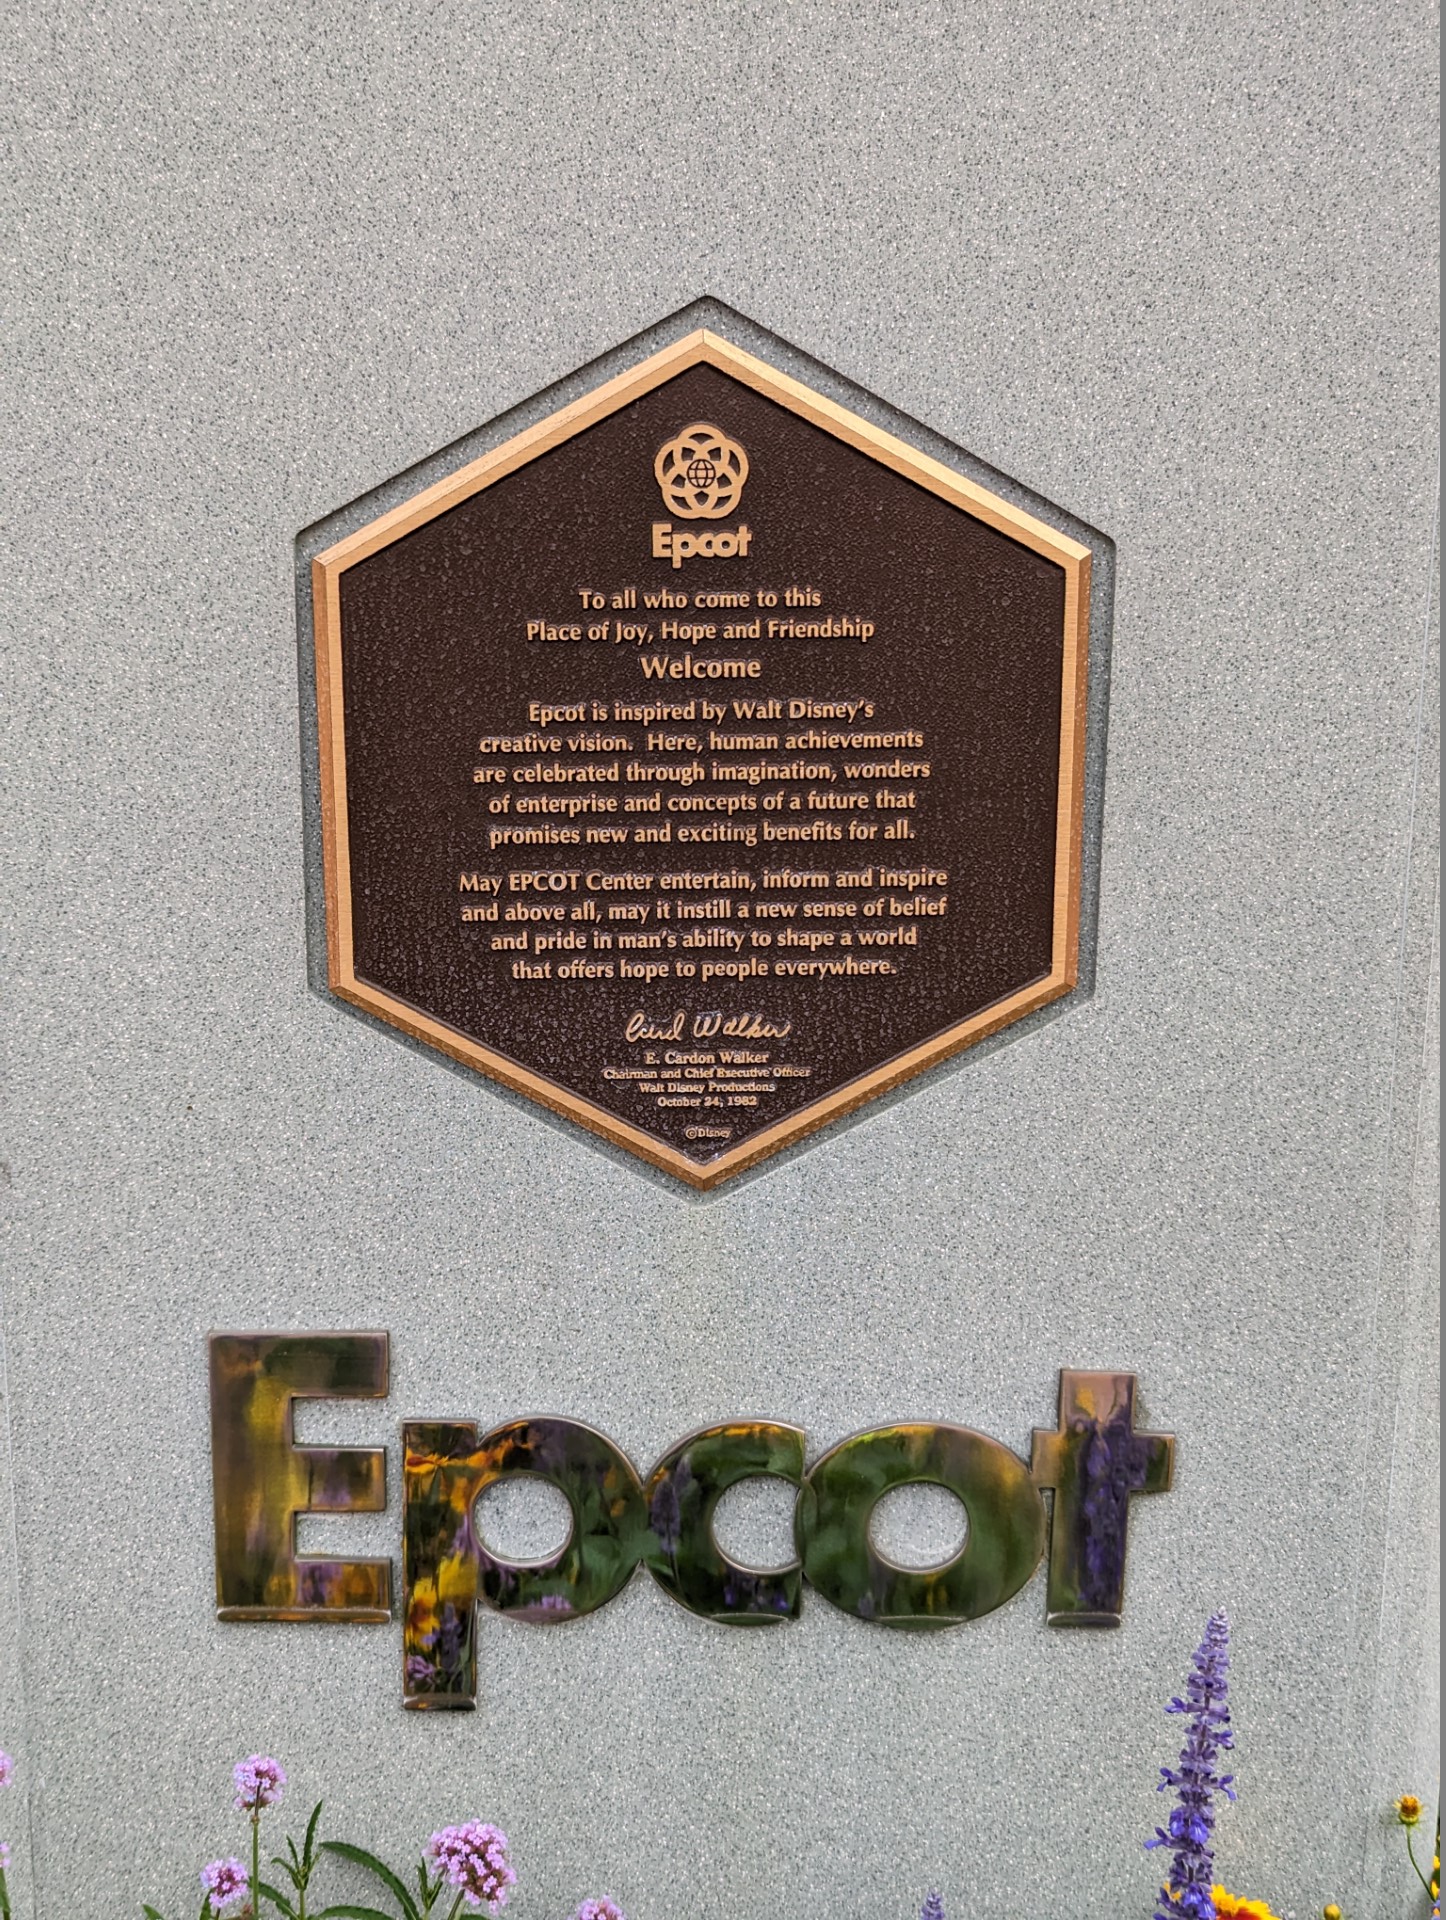 Epcot
To all who come to this
Place of Joy, Hope and Friendship
Welcome
Epcot is inspired by Walt Disney's
creative vision. Here, human achievements
are celebrated through imagination, wonders
of enterprise and concepts of a future that
promises new and exciting benefits for all.
May EPCOT Center entertain, inform and inspire
and above all, may it instill a new sense of belief
and pride in man's ability to shape a world
that offers hope to people everywhere.
Card Walker
E. Cardon Walker
Chairman and Chief Executive Officer
Walt Disney Productions
October 24, 1982
©Disney
Epcot